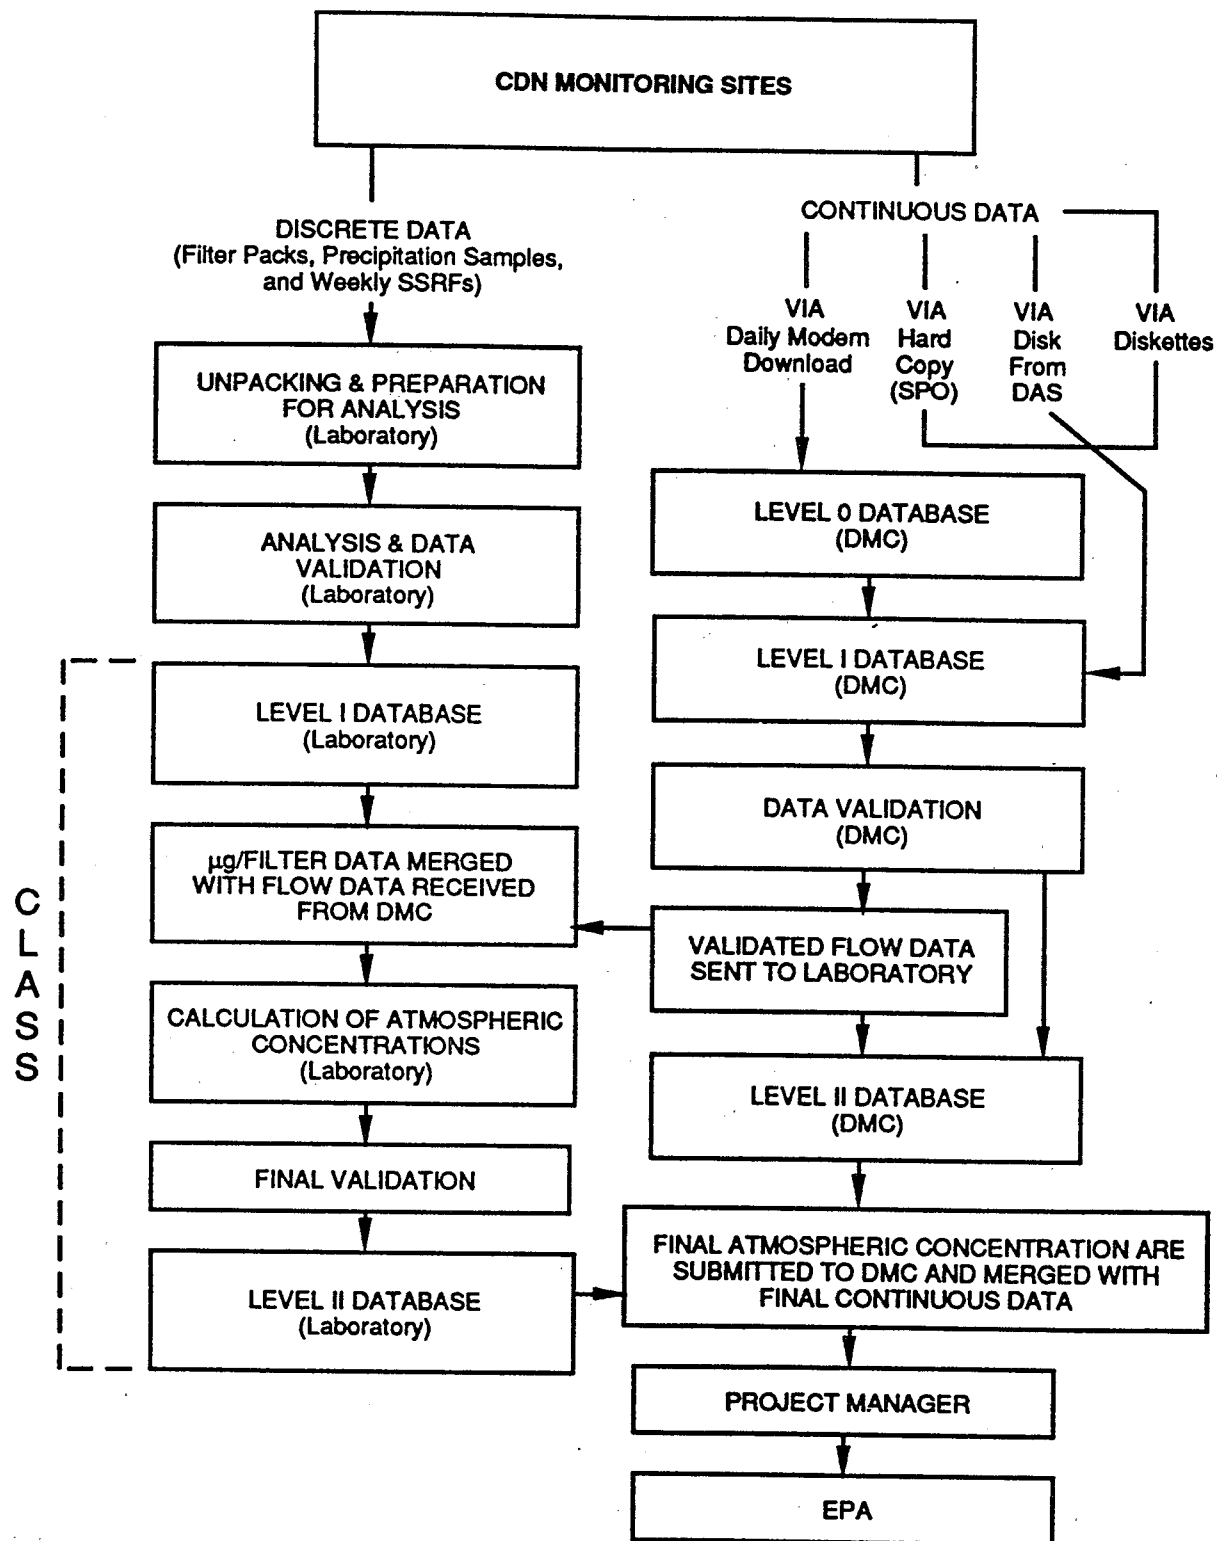 CDN MONITORING SITES
DISCRETE DATA
(Filter Packs, Precipitation Samples,
and Weekly SSRFs)
CONTINUOUS DATA
VIA
Daily Modem
Download
VIA
Hard
Copy
(SPO)
VIA
Disk
From
DAS
VIA
Diskettes
UNPACKING & PREPARATION
FOR ANALYSIS
(Laboratory)
ANALYSIS & DATA
VALIDATION
(Laboratory)
LEVEL I DATABASE
(Laboratory)
µg/FILTER DATA MERGED
WITH FLOW DATA RECEIVED
FROM DMC
CALCULATION OF ATMOSPHERIC
CONCENTRATIONS
(Laboratory)
FINAL VALIDATION
LEVEL II DATABASE
(Laboratory)
CLASS
LEVEL 0 DATABASE
(DMC)
LEVEL I DATABASE
(DMC)
DATA VALIDATION
(DMC)
VALIDATED FLOW DATA
SENT TO LABORATORY
LEVEL II DATABASE
(DMC)
FINAL ATMOSPHERIC CONCENTRATION ARE
SUBMITTED TO DMC AND MERGED WITH
FINAL CONTINUOUS DATA
PROJECT MANAGER
EPA